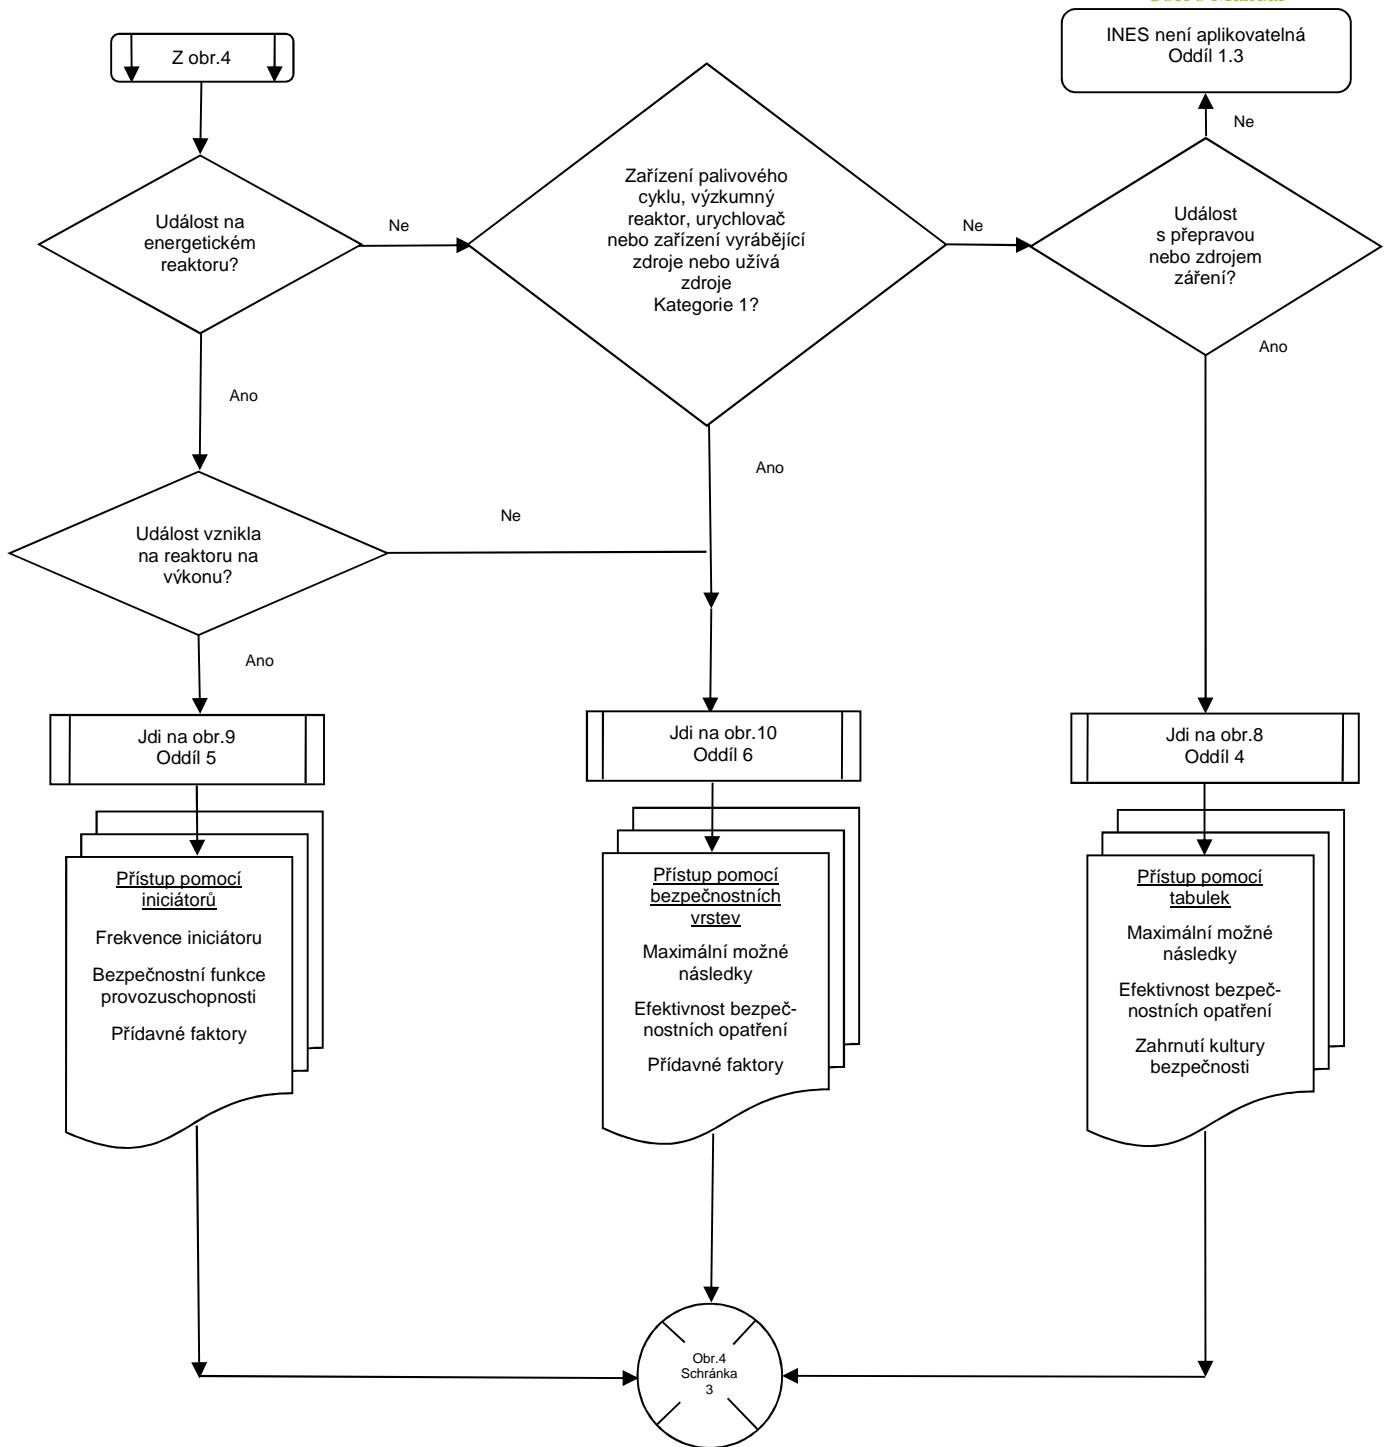 Z obr.4
INES není aplikovatelná
Oddíl 1.3
Ne
Událost na
energetickém
reaktoru?
Ne
Zařízení palivového
cyklu, výzkumný
reaktor, urychlovač
nebo zařízení vyrábějící
zdroje nebo užívá
zdroje
Kategorie 1?
Ne
Událost
s přepravou
nebo zdrojem
záření?
Ano
Ano
Ano
Událost vznikla
na reaktoru na
výkonu?
Ne
Ano
Jdi na obr.9
Oddíl 5
Jdi na obr.10
Oddíl 6
Jdi na obr.8
Oddíl 4
Přístup pomocí
iniciátorů
Frekvence iniciátoru
Bezpečnostní funkce
provozuschopnosti
Přídavné faktory
Přístup pomocí
bezpečnostních
vrstev
Maximální možné
následky
Efektivnost bezpeč-
nostních opatření
Přídavné faktory
Přístup pomocí
tabulek
Maximální možné
následky
Efektivnost bezpeč-
nostních opatření
Zahrnutí kultury
bezpečnosti
Obr.4
Schránka
3